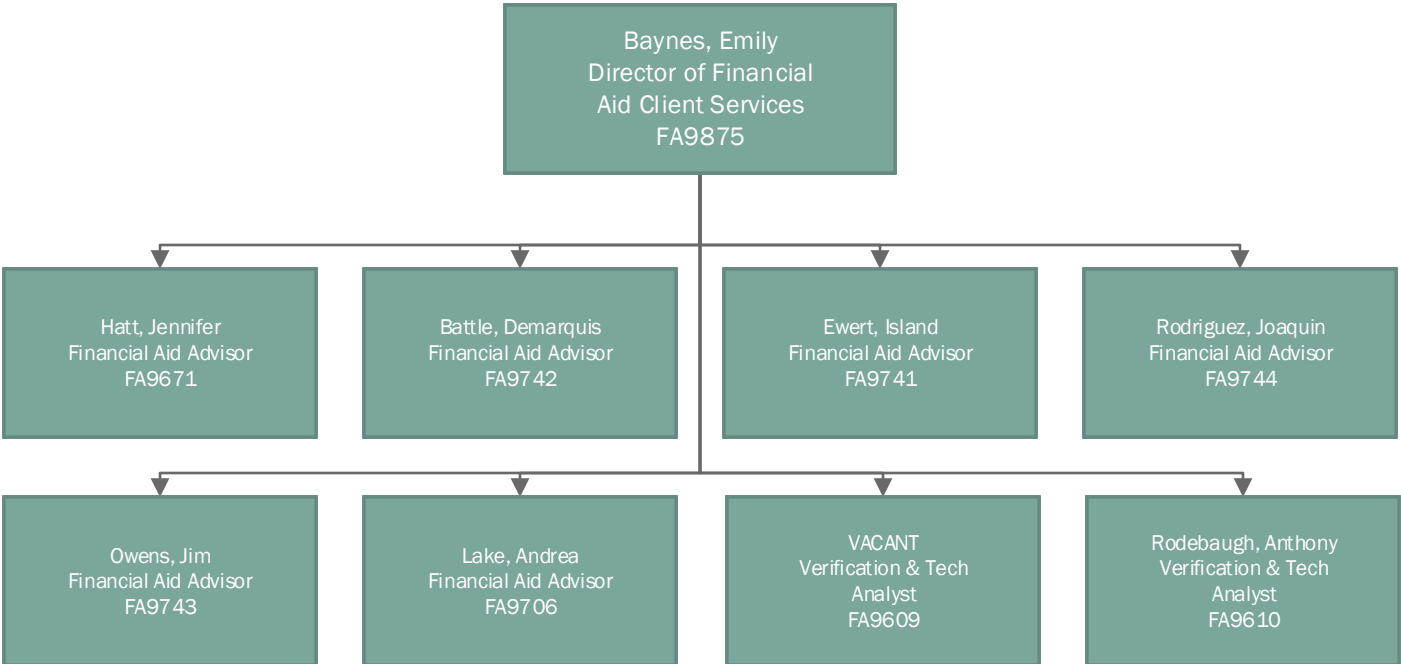 Baynes, Emily
Director of Financial
Aid Client Services
FA9875
Hatt, Jennifer
Financial Aid Advisor
FA9671
Battle, Demarquis
Financial Aid Advisor
FA9742
Ewert, Island
Financial Aid Advisor
FA9741
Rodriguez, Joaquin
Financial Aid Advisor
FA9744
Owens, Jim
Financial Aid Advisor
FA9743
Lake, Andrea
Financial Aid Advisor
FA9706
VACANT
Verification & Tech
Analyst
FA9609
Rodebaugh, Anthony
Verification & Tech
Analyst
FA9610